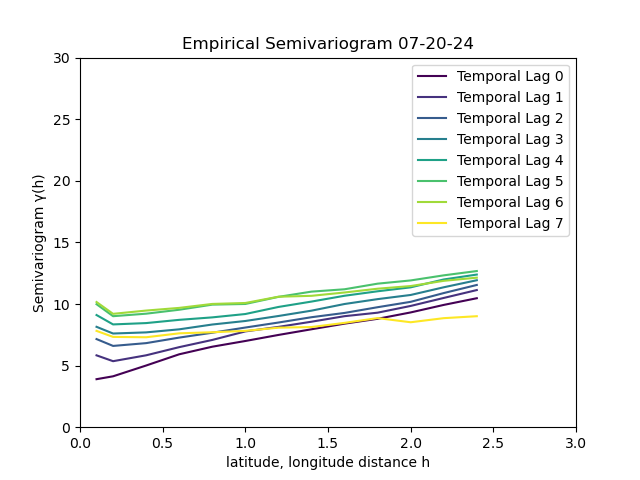 Empirical Semivariogram 07-20-24
30
25
20
15
10
5
0
Semivariogram γ(h)
0.0 0.5 1.0 1.5 2.0 2.5 3.0
latitude, longitude distance h
Temporal Lag 0
Temporal Lag 1
Temporal Lag 2
Temporal Lag 3
Temporal Lag 4
Temporal Lag 5
Temporal Lag 6
Temporal Lag 7